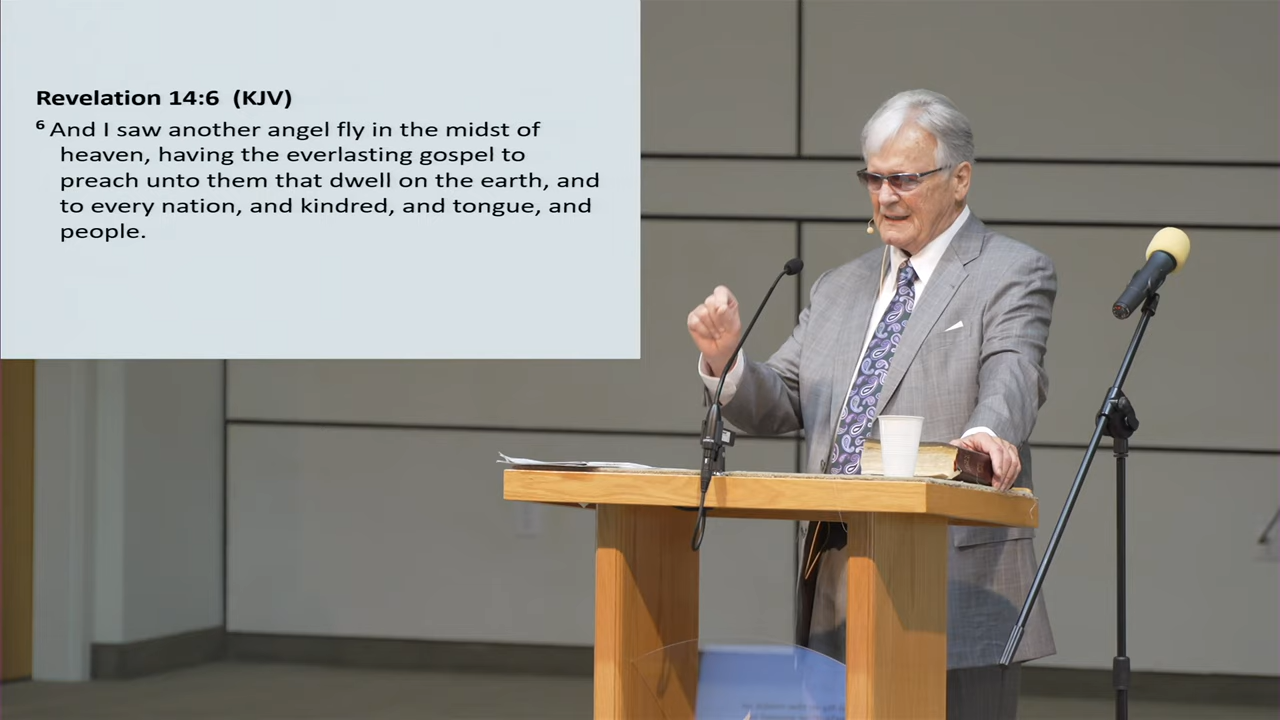 Revelation 14:6 (KJV)
6 And I saw another angel fly in the midst of
heaven, having the everlasting gospel to
preach unto them that dwell on the earth, and
to every nation, and kindred, and tongue, and
people.